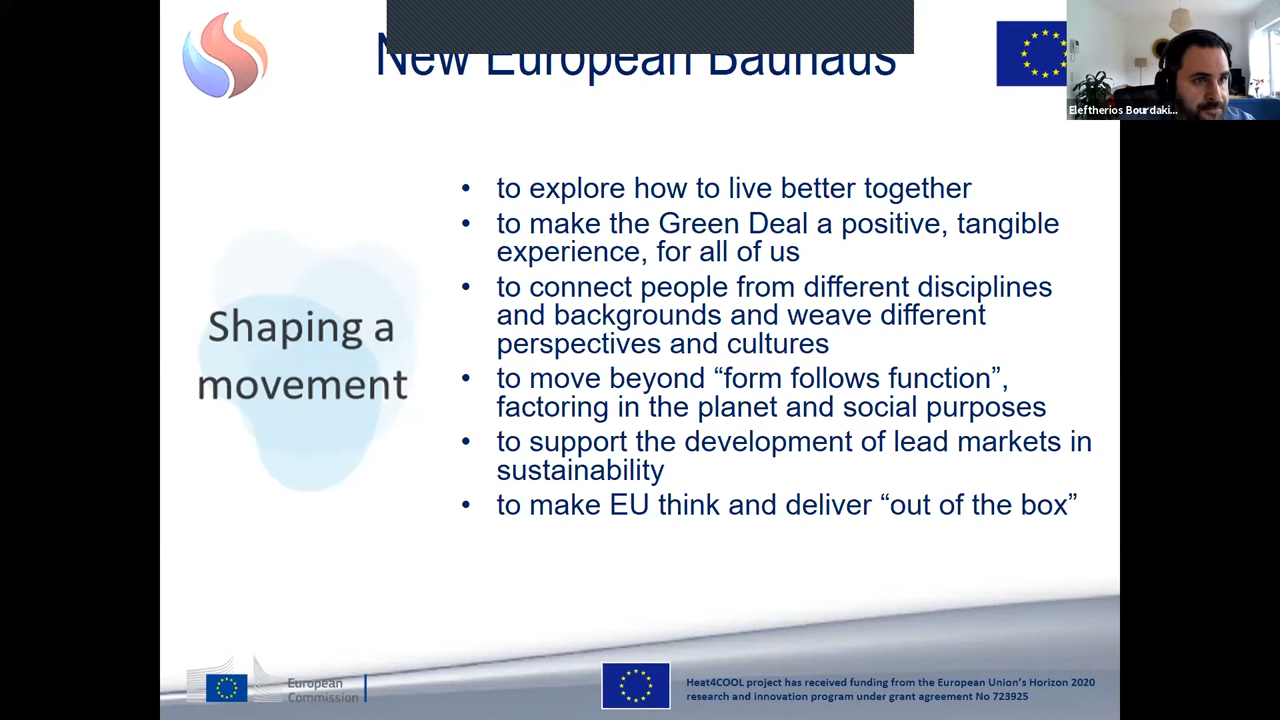 New European Bauhaus
Eleftherios Bourdaki...
to explore how to live better together
to make the Green Deal a positive, tangible
experience, for all of us
to connect people from different disciplines
and backgrounds and weave different
perspectives and cultures
Shaping a
movement
to move beyond “form follows function”,
factoring in the planet and social purposes
to support the development of lead markets in
sustainability
to make EU think and deliver “out of the box”
European
Commission
Heat4COOL project has received funding from the European Union’s Horizon 2020
research and innovation program under grant agreement No 723925